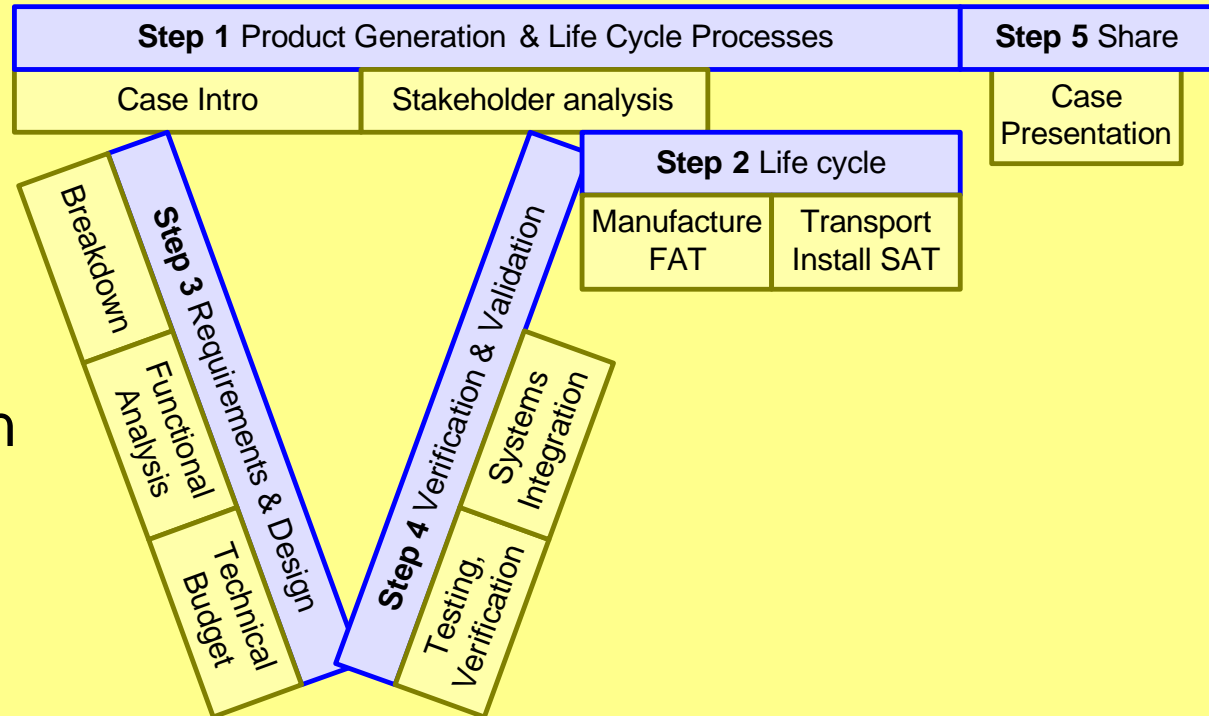 Step 1 Product Generation & Life Cycle Processes
Step 5 Share
Case Intro
Stakeholder analysis
Case
Presentation
Step 2 Life cycle
Manufacture
FAT
Transport
Install SAT
Step 3 Requirements & Design
Breakdown
Functional
Analysis
Technical
Budget
Step 4 Verification & Validation
Systems
Integration
Testing,
Verification
n